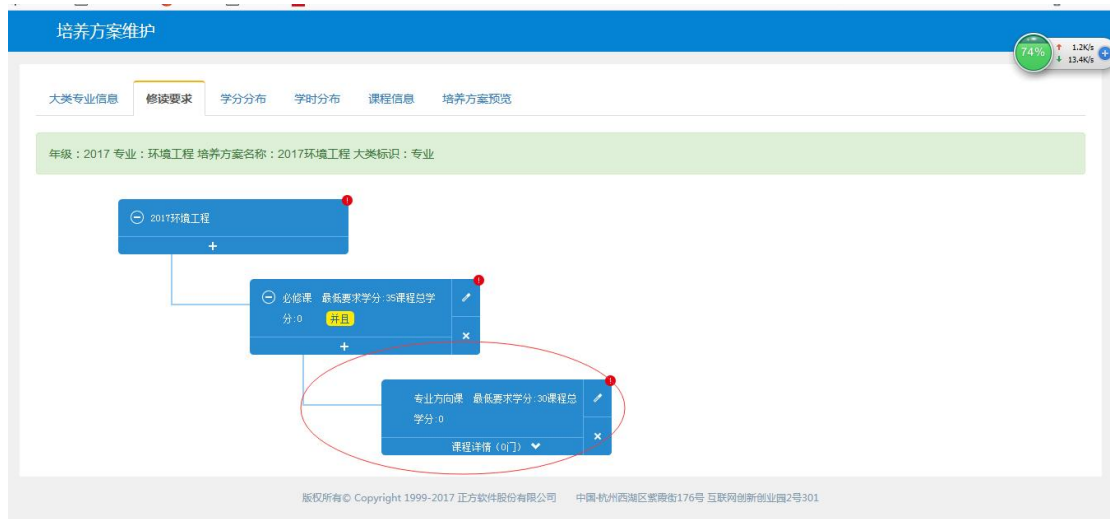 培养方案维护
74%
1.2K/s
13.4K/s
大类专业信息 修读要求 学分分布 学时分布 课程信息 培养方案预览
年级：2017 专业：环境工程 培养方案名称：2017环境工程 大类标识：专业
2017环境工程
必修课 最低要求学分:35课程总学
分:0 并且
专业方向课 最低要求学分:30课程总
学分:0
课程详情（0门）
版权所有© Copyright 1999-2017 正方软件股份有限公司 中国·杭州西湖区紫霞街176号 互联网创新创业园2号301